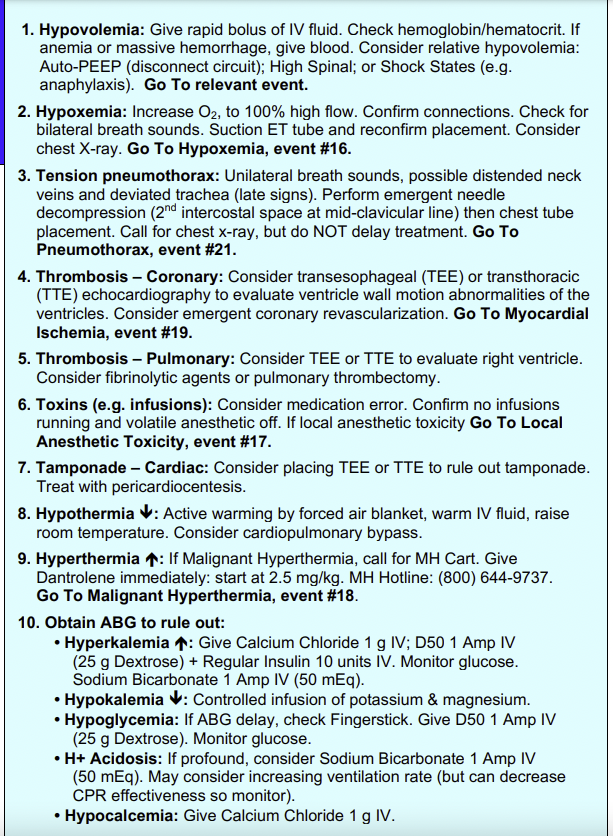 1. Hypovolemia: Give rapid bolus of IV fluid. Check hemoglobin/hematocrit. If
anemia or massive hemorrhage, give blood. Consider relative hypovolemia:
Auto-PEEP (disconnect circuit); High Spinal; or Shock States (e.g.
anaphylaxis). Go To relevant event.
2. Hypoxemia: Increase O2, to 100% high flow. Confirm connections. Check for
bilateral breath sounds. Suction ET tube and reconfirm placement. Consider
chest X-ray. Go To Hypoxemia, event #16.
3. Tension pneumothorax: Unilateral breath sounds, possible distended neck
veins and deviated trachea (late signs). Perform emergent needle
decompression (2nd intercostal space at mid-clavicular line) then chest tube
placement. Call for chest x-ray, but do NOT delay treatment. Go To
Pneumothorax, event #21.
4. Thrombosis – Coronary: Consider transesophageal (TEE) or transthoracic
(TTE) echocardiography to evaluate ventricle wall motion abnormalities of the
ventricles. Consider emergent coronary revascularization. Go To Myocardial
Ischemia, event #19.
5. Thrombosis – Pulmonary: Consider TEE or TTE to evaluate right ventricle.
Consider fibrinolytic agents or pulmonary thrombectomy.
6. Toxins (e.g. infusions): Consider medication error. Confirm no infusions
running and volatile anesthetic off. If local anesthetic toxicity Go To Local
Anesthetic Toxicity, event #17.
7. Tamponade – Cardiac: Consider placing TEE or TTE to rule out tamponade.
Treat with pericardiocentesis.
8. Hypothermia 🡻: Active warming by forced air blanket, warm IV fluid, raise
room temperature. Consider cardiopulmonary bypass.
9. Hyperthermia 🡹: If Malignant Hyperthermia, call for MH Cart. Give
Dantrolene immediately: start at 2.5 mg/kg. MH Hotline: (800) 644-9737.
Go To Malignant Hyperthermia, event #18.
10. Obtain ABG to rule out:
• Hyperkalemia 🡹: Give Calcium Chloride 1 g IV; D50 1 Amp IV
(25 g Dextrose) + Regular Insulin 10 units IV. Monitor glucose.
Sodium Bicarbonate 1 Amp IV (50 mEq).
• Hypokalemia 🡻: Controlled infusion of potassium & magnesium.
• Hypoglycemia: If ABG delay, check Fingerstick. Give D50 1 Amp IV
(25 g Dextrose). Monitor glucose.
• H+ Acidosis: If profound, consider Sodium Bicarbonate 1 Amp IV
(50 mEq). May consider increasing ventilation rate (but can decrease
CPR effectiveness so monitor).
• Hypocalcemia: Give Calcium Chloride 1 g IV.